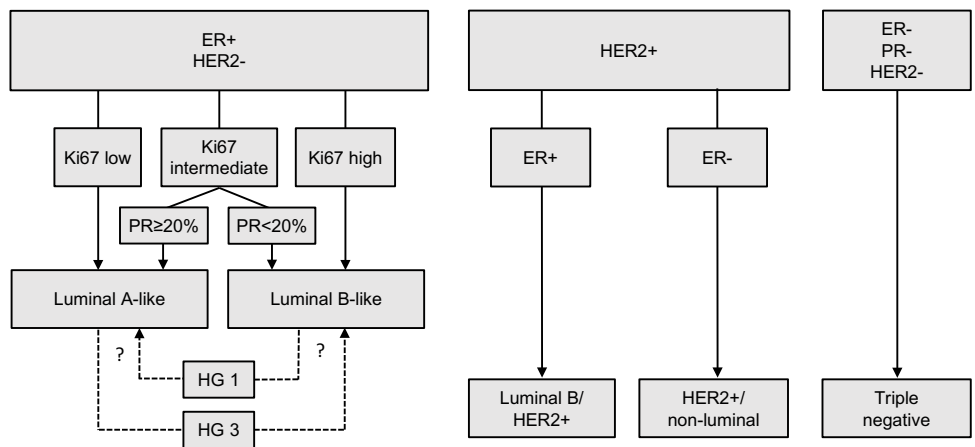 ER+
HER2-
HER2+
ER-
PR-
HER2-
Ki67 low
Ki67
intermediate
Ki67 high
ER+
ER-
PR≥20%
PR<20%
Luminal A-like
Luminal B-like
?
?
HG 1
HG 3
Luminal B/
HER2+
HER2+/
non-luminal
Triple
negative